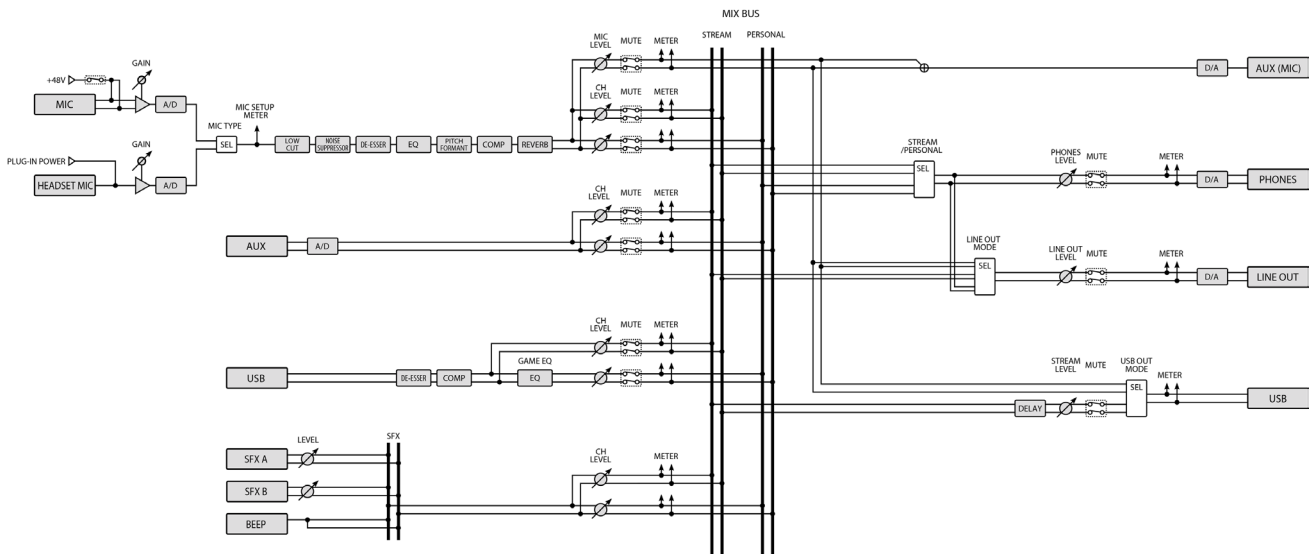 MIX BUS
STREAM PERSONAL
MIC
LEVEL
MUTE METER
+48V
GAIN
MIC
A/D
MIC TYPE
SEL
MIC SETUP
METER
PLUG-IN POWER
GAIN
HEADSET MIC
A/D
LOW
CUT
NOISE
SUPPRESSOR
DE-ESSER
EQ
PITCH
FORMANT
COMP
REVERB
CH
LEVEL
MUTE METER
D/A
AUX (MIC)
STREAM
/PERSONAL
SEL
PHONES
LEVEL
MUTE
METER
D/A
PHONES
AUX
A/D
CH
LEVEL
MUTE METER
LINE OUT
MODE
SEL
LINE OUT
LEVEL
MUTE
METER
D/A
LINE OUT
USB
DE-ESSER
COMP
GAME EQ
EQ
CH
LEVEL
MUTE METER
DELAY
STREAM
LEVEL
MUTE
USB OUT
MODE
SEL
METER
USB
SFX A
LEVEL
SFX B
BEEP
SFX
CH
LEVEL
METER